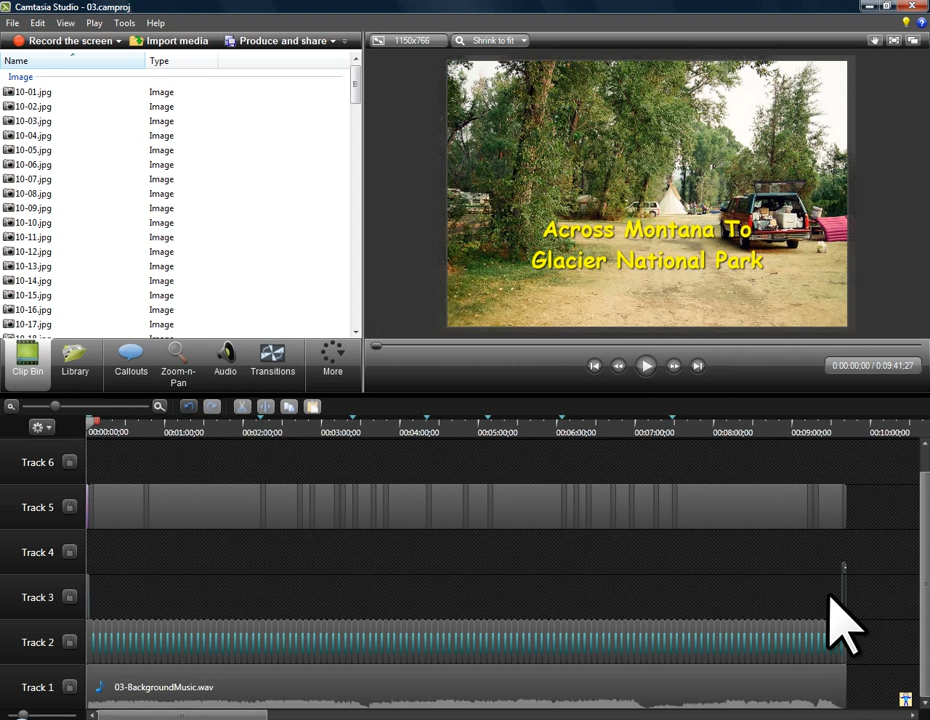 Camtasia Studio - 03.camproj
File Edit View Play Tools Help
Record the screen Import media Produce and share
1150x766 Shrink to fit
Name Type
Image
10-01.jpg Image
10-02.jpg Image
10-03.jpg Image
10-04.jpg Image
10-05.jpg Image
10-06.jpg Image
10-07.jpg Image
10-08.jpg Image
10-09.jpg Image
10-10.jpg Image
10-11.jpg Image
10-12.jpg Image
10-13.jpg Image
10-14.jpg Image
10-15.jpg Image
10-16.jpg Image
10-17.jpg Image
Across Montana To
Glacier National Park
Clip Bin Library Callouts Zoom-n-Pan Audio Transitions More
0:00:00;00 / 0:09:41;27
00:00:00;00 00:01:00;00 00:02:00;00 00:03:00;00 00:04:00;00 00:05:00;00 00:06:00;00 00:07:00;00 00:08:00;00 00:09:00;00 00:10:00;00
Track 6
Track 5
Track 4
Track 3
Track 2
Track 1 03-BackgroundMusic.wav